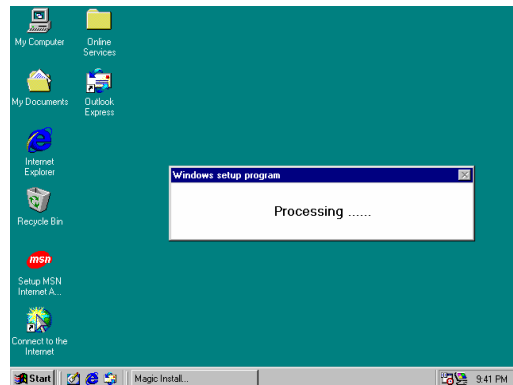 My Computer
Online
Services
My Documents
Outlook
Express
Internet
Explorer
Recycle Bin
msn
Setup MSN
Internet A...
Connect to the
Internet
Windows setup program
Processing ......
Start
Magic Install...
9:41 PM